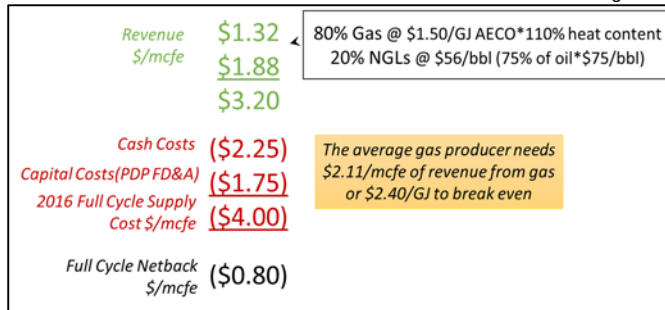 Revenue
$/mcfe
$1.32
$1.88
$3.20
80% Gas @ $1.50/GJ AECO*110% heat content
20% NGLs @ $56/bbl (75% of oil*$75/bbl)
Cash Costs ($2.25)
Capital Costs(PDP FD&A) ($1.75)
2016 Full Cycle Supply
Cost $/mcfe ($4.00)
The average gas producer needs
$2.11/mcfe of revenue from gas
or $2.40/GJ to break even
Full Cycle Netback
$/mcfe ($0.80)